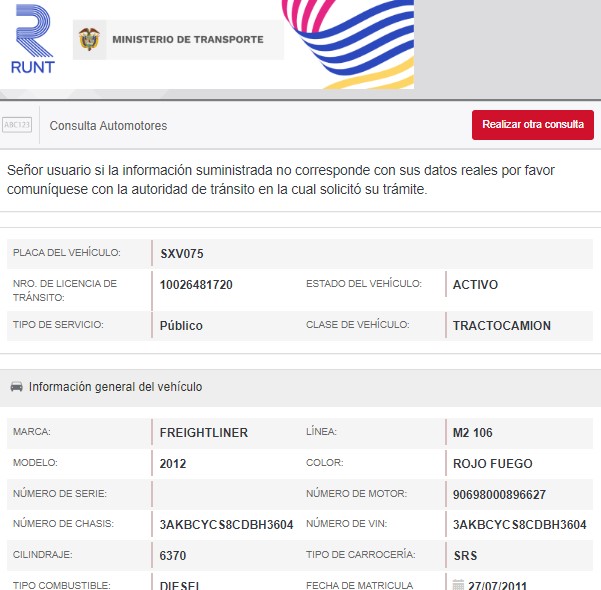 RUNT
MINISTERIO DE TRANSPORTE
ABC123
Consulta Automotores
Realizar otra consulta
Señor usuario si la información suministrada no corresponde con sus datos reales por favor
comuníquese con la autoridad de tránsito en la cual solicitó su trámite.
PLACA DEL VEHÍCULO: SXV075
NRO. DE LICENCIA DE
TRÁNSITO: 10026481720 ESTADO DEL VEHÍCULO: ACTIVO
TIPO DE SERVICIO: Público CLASE DE VEHÍCULO: TRACTOCAMION
Información general del vehículo
MARCA: FREIGHTLINER LÍNEA: M2 106
MODELO: 2012 COLOR: ROJO FUEGO
NÚMERO DE SERIE: NÚMERO DE MOTOR: 90698000896627
NÚMERO DE CHASIS: 3AKBCYCS8CDBH3604 NÚMERO DE VIN: 3AKBCYCS8CDBH3604
CILINDRAJE: 6370 TIPO DE CARROCERÍA: SRS
TIPO COMBUSTIBLE: DIESEL FECHA DE MATRICULA 27/07/2011